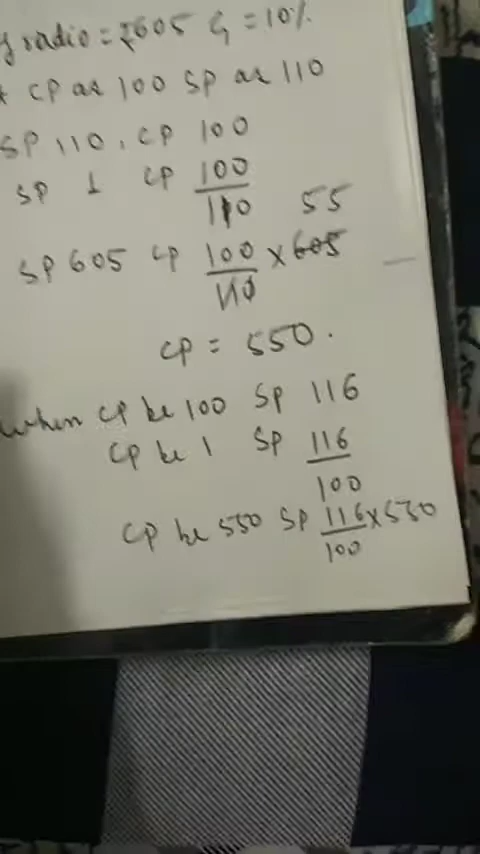 radio = ₹605 G = 10%
CP as 100 SP as 110
SP 110, CP 100
SP 1 CP 100/110
55
SP 605 CP 100/110 × 605
CP = 550.
When CP be 100 SP 116
CP be 1 SP 116/100
CP be 550 SP 116/100 × 550